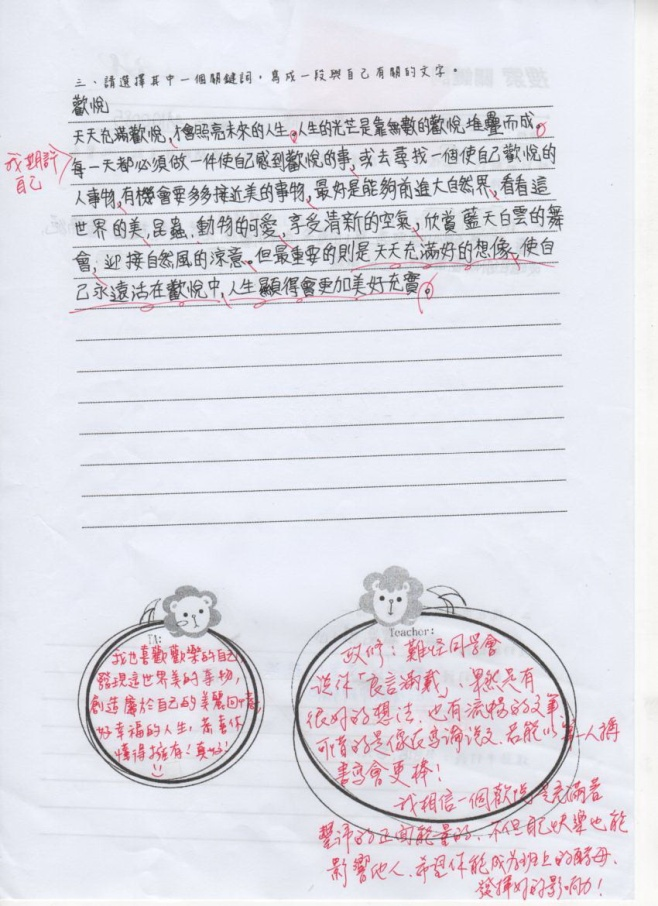 三、請選擇其中一個關鍵詞，寫成一段與自己有關的文字。
歡悅
天天充滿歡悅，才會照亮未來的人生。人生的光芒是靠無數的歡悅堆疊而成。
我期許
自己
每一天都必須做一件使自己感到歡悅的事，或去尋找一個使自己歡悅的
人事物，有機會要多多接近美的事物，最好是能夠前進大自然界，看看這
世界的美，昆蟲、動物的可愛，享受清新的空氣，欣賞藍天白雲的舞
會，迎接自然風的涼意。但最重要的則是天天充滿好的想像，使自
己永遠活在歡悅中，人生顯得會更加美好充實。
TA:
我也喜歡歡樂的自己
發現這世界美的事物，
創造屬於自己的美麗回憶，
好幸福的人生，恭喜你
懂得擁有！真好！
Teacher:
政修：難怪同學會
說你「良言滿載」，果然是有
很好的想法，也有流暢的文筆，
可惜的是像在寫論說文，若能以第一人稱
書寫會更棒！
我相信一個歡悅、充滿著
的正向能量的，不但自己快樂也能
影響他人，希望你能成為班上的酵母、
發揮好的影響力！